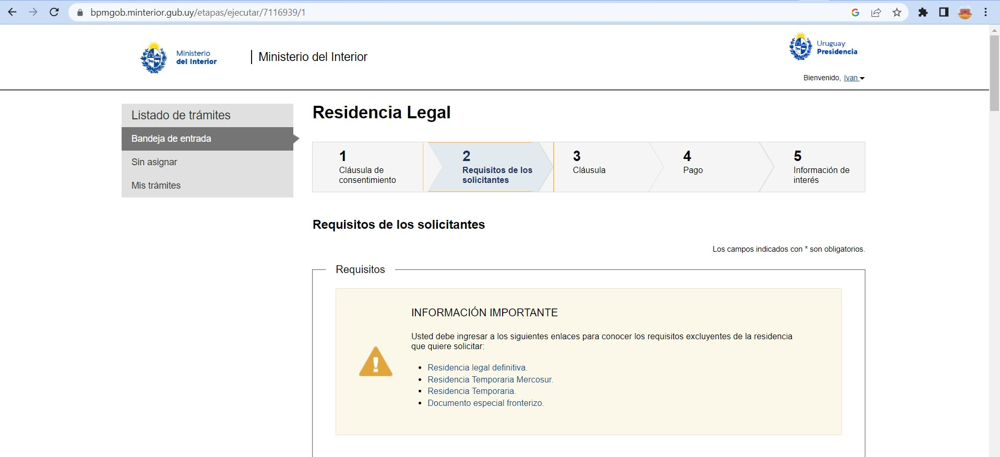 bpmgob.minterior.gub.uy/etapas/ejecutar/7116939/1
Ministerio
del Interior
Ministerio del Interior
Uruguay
Presidencia
Bienvenido, Ivan
Listado de trámites
Bandeja de entrada
Sin asignar
Mis trámites
Residencia Legal
1
Cláusula de
consentimiento
2
Requisitos de los
solicitantes
3
Cláusula
4
Pago
5
Información de
interés
Requisitos de los solicitantes
Los campos indicados con * son obligatorios.
Requisitos
INFORMACIÓN IMPORTANTE
Usted debe ingresar a los siguientes enlaces para conocer los requisitos excluyentes de la residencia
que quiere solicitar:
• Residencia legal definitiva.
• Residencia Temporaria Mercosur.
• Residencia Temporaria.
• Documento especial fronterizo.